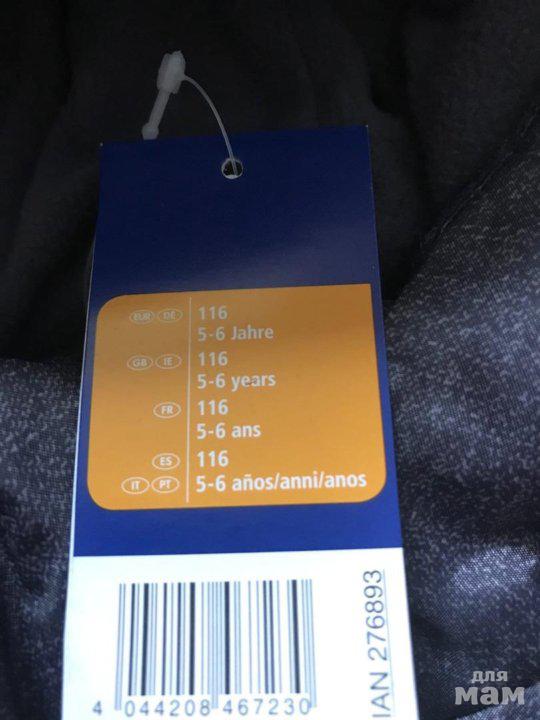 EUR DE 116
5-6 Jahre
GB IE 116
5-6 years
FR 116
5-6 ans
ES 116
IT PT 5-6 años/anni/anos
4 044208 467230
IAN 276893
для
мам